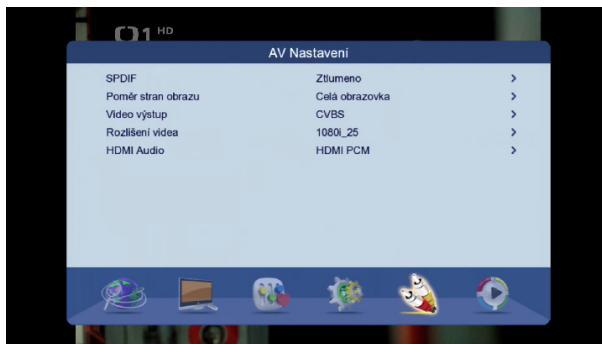 1 HD
AV Nastavení
SPDIF Ztlumeno
Poměr stran obrazu Celá obrazovka
Video výstup CVBS
Rozlišení videa 1080i_25
HDMI Audio HDMI PCM